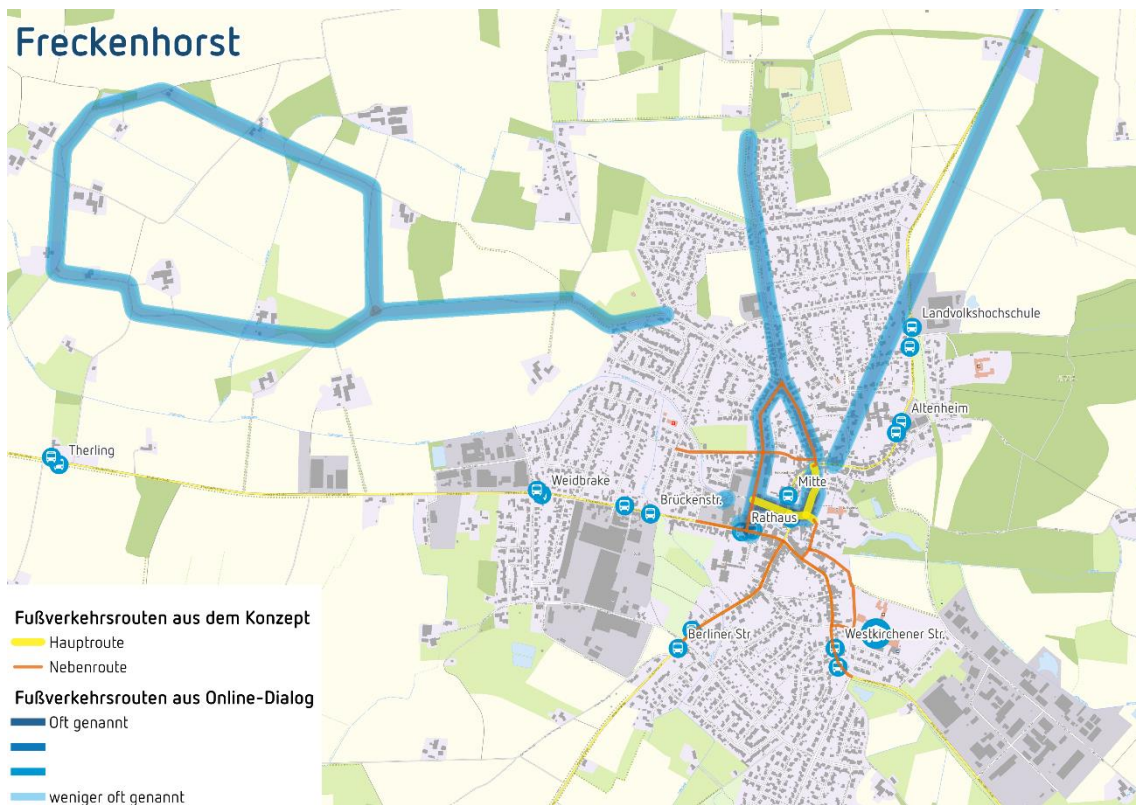 Freckenhorst
Landvolkshochschule
Altenheim
Therling
Weidbrake
Mitte
Brückenstr.
Rathaus
Berliner Str
Westkirchener Str.
Fußverkehrsrouten aus dem Konzept
Hauptroute
Nebenroute
Fußverkehrsrouten aus Online-Dialog
Oft genannt
weniger oft genannt